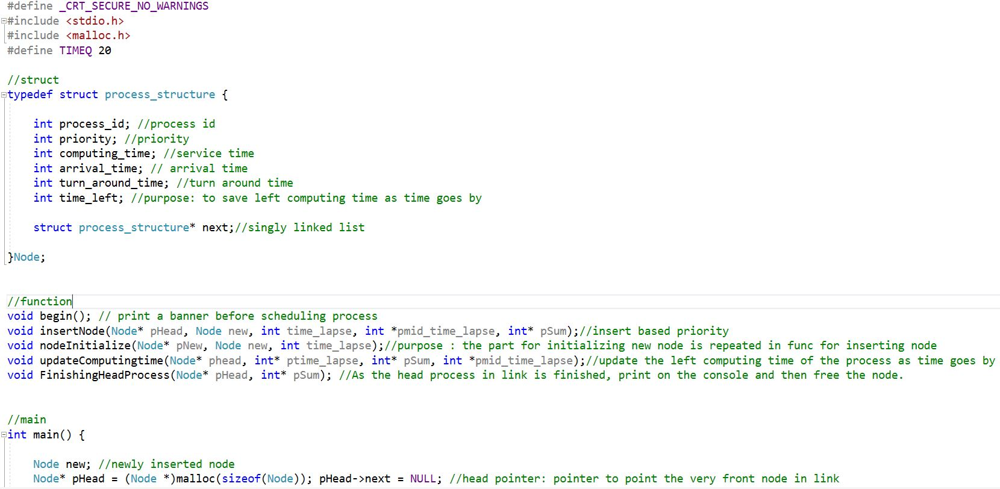 #define _CRT_SECURE_NO_WARNINGS
#include <stdio.h>
#include <malloc.h>
#define TIMEQ 20
//struct
typedef struct process_structure {
int process_id; //process id
int priority; //priority
int computing_time; //service time
int arrival_time; // arrival time
int turn_around_time; //turn around time
int time_left; //purpose: to save left computing time as time goes by
struct process_structure* next;//singly linked list
}Node;
//function
void begin(); // print a banner before scheduling process
void insertNode(Node* pHead, Node new, int time_lapse, int *pmid_time_lapse, int* pSum);//insert based priority
void nodeInitialize(Node* pNew, Node new, int time_lapse);//purpose : the part for initializing new node is repeated in func for inserting node
void updateComputingtime(Node* phead, int* ptime_lapse, int* pSum, int *pmid_time_lapse);//update the left computing time of the process as time goes by
void FinishingHeadProcess(Node* pHead, int* pSum); //As the head process in link is finished, print on the console and then free the node.
//main
int main() {
Node new; //newly inserted node
Node* pHead = (Node *)malloc(sizeof(Node)); pHead->next = NULL; //head pointer: pointer to point the very front node in link